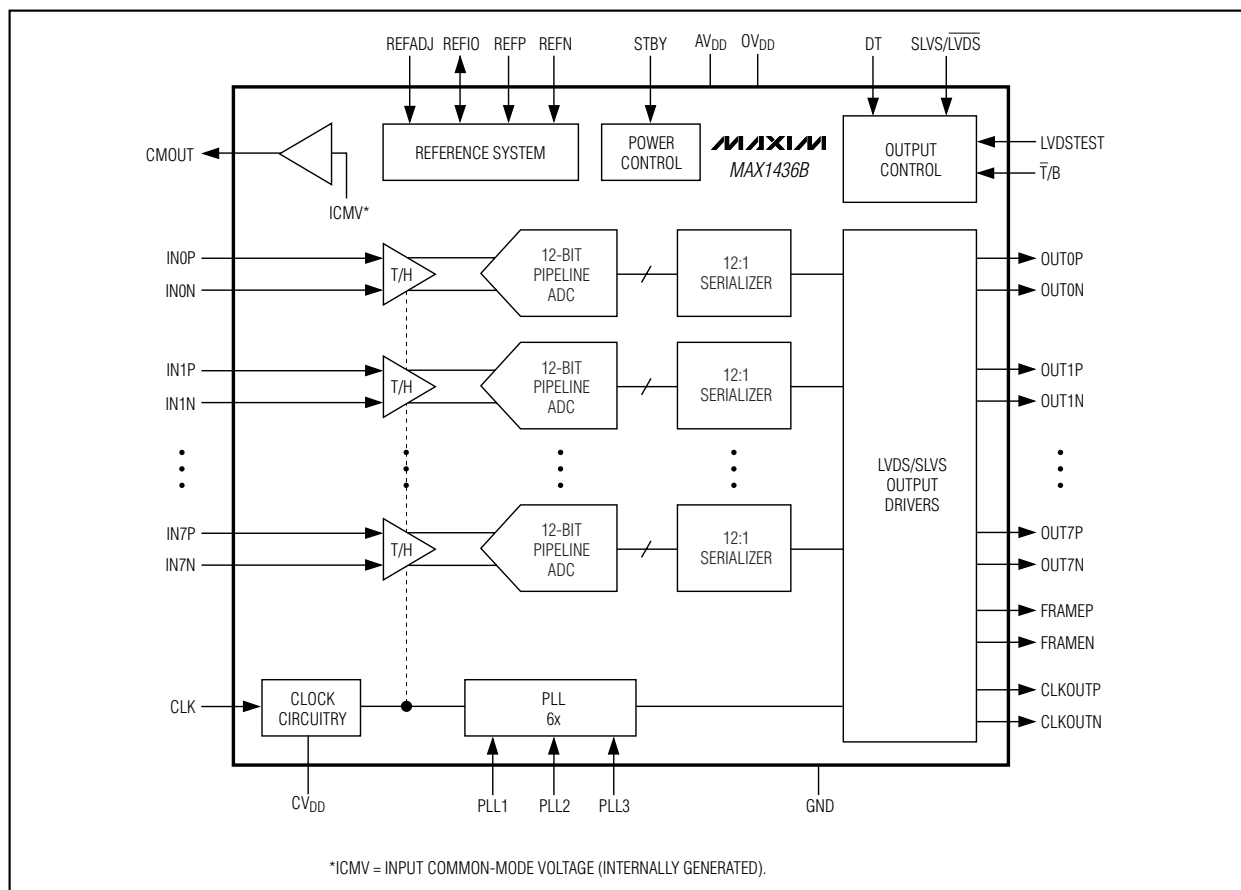 REFADJ REFIO REFP REFN STBY AVDD OVDD DT SLVS/L̅V̅D̅S̅
CMOUT
ICMV*
REFERENCE SYSTEM
POWER
CONTROL
MAXIM
MAX1436B
OUTPUT
CONTROL
LVDSTEST
T̅/B
IN0P
IN0N
T/H
12-BIT
PIPELINE
ADC
12:1
SERIALIZER
OUT0P
OUT0N
IN1P
IN1N
T/H
12-BIT
PIPELINE
ADC
12:1
SERIALIZER
OUT1P
OUT1N
LVDS/SLVS
OUTPUT
DRIVERS
IN7P
IN7N
T/H
12-BIT
PIPELINE
ADC
12:1
SERIALIZER
OUT7P
OUT7N
FRAMEP
FRAMEN
CLK
CLOCK
CIRCUITRY
PLL
6x
CLKOUTP
CLKOUTN
CVDD PLL1 PLL2 PLL3 GND
*ICMV = INPUT COMMON-MODE VOLTAGE (INTERNALLY GENERATED).